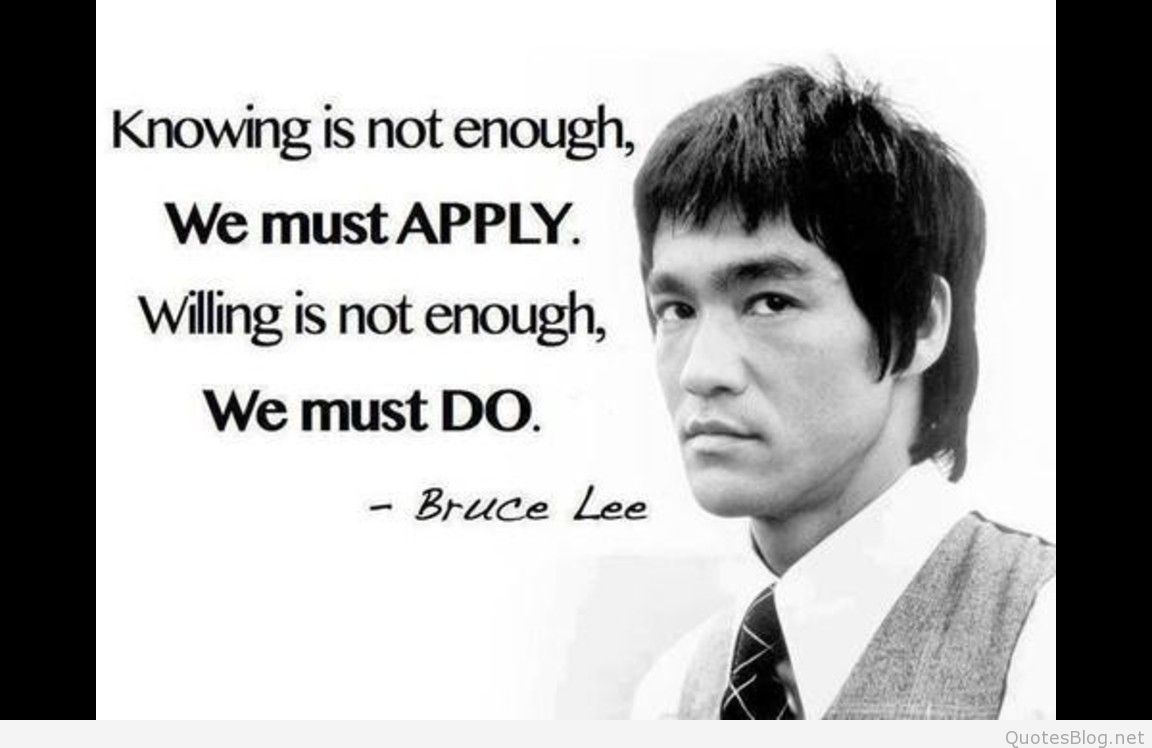 Knowing is not enough,
We must APPLY.
Willing is not enough,
We must DO.
- Bruce Lee
QuotesBlog.net